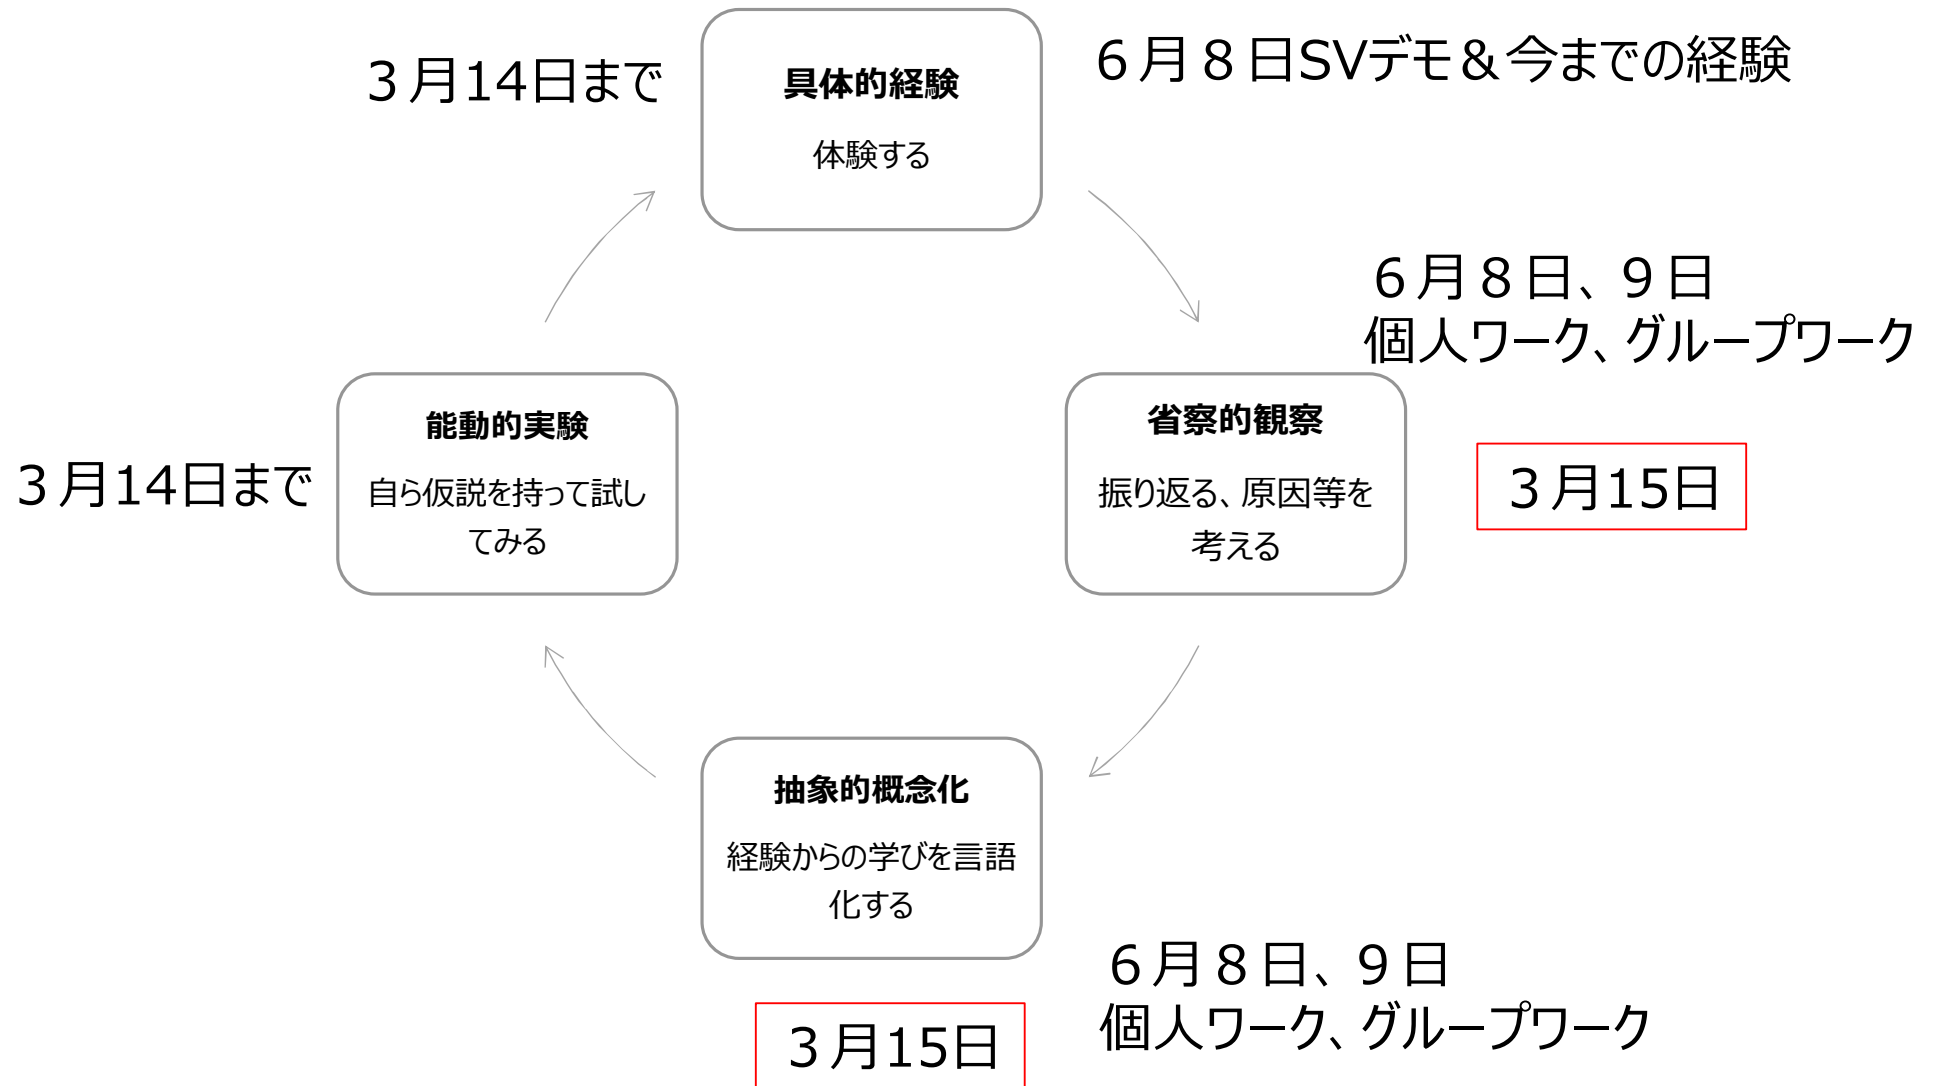 ３月14日まで
具体的経験
体験する
６月８日SVデモ＆今までの経験
６月８日、９日
個人ワーク、グループワーク
省察的観察
振り返る、原因等を
考える
３月15日
能動的実験
自ら仮説を持って試し
てみる
３月14日まで
抽象的概念化
経験からの学びを言語
化する
６月８日、９日
個人ワーク、グループワーク
３月15日